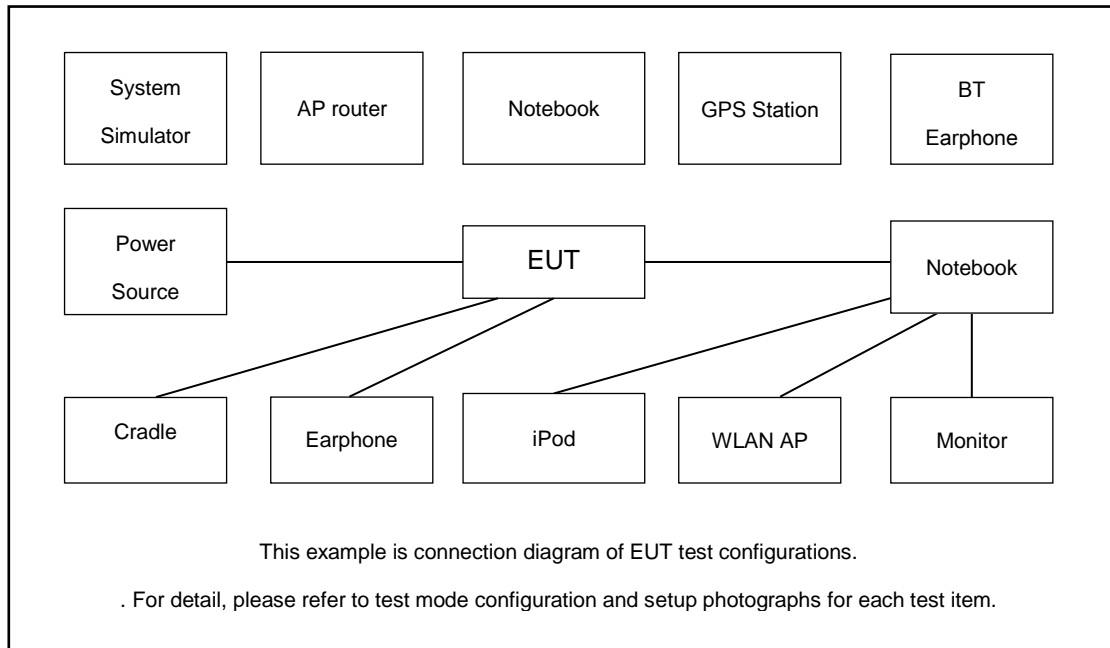 System
Simulator
AP router
Notebook
GPS Station
BT
Earphone
Power
Source
EUT
Notebook
Cradle
Earphone
iPod
WLAN AP
Monitor
This example is connection diagram of EUT test configurations.
. For detail, please refer to test mode configuration and setup photographs for each test item.